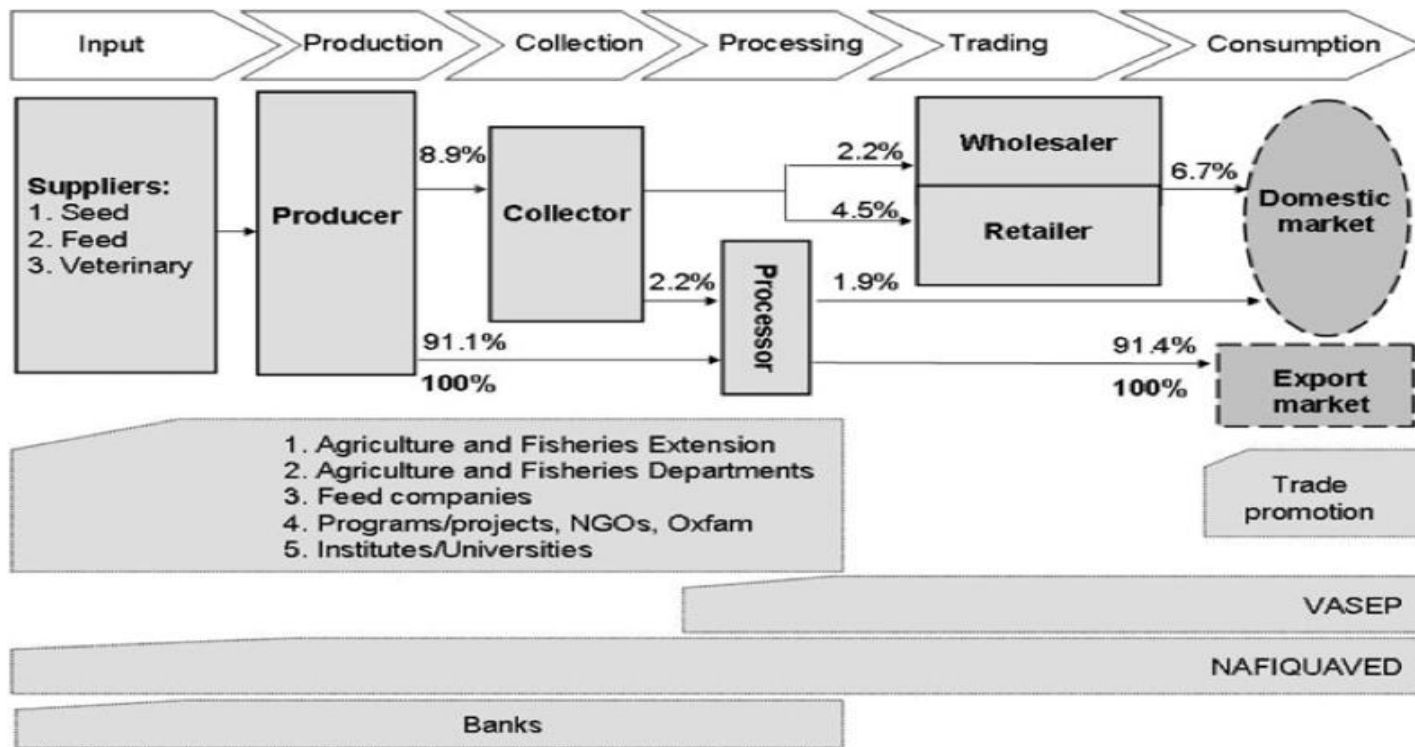 Input
Production
Collection
Processing
Trading
Consumption
Suppliers:
1. Seed
2. Feed
3. Veterinary
Producer
8.9%
Collector
2.2%
4.5%
Wholesaler
Retailer
6.7%
Domestic
market
2.2%
Processor
1.9%
91.1%
100%
91.4%
100%
Export
market
1. Agriculture and Fisheries Extension
2. Agriculture and Fisheries Departments
3. Feed companies
4. Programs/projects, NGOs, Oxfam
5. Institutes/Universities
Trade
promotion
VASEP
NAFIQUAVED
Banks